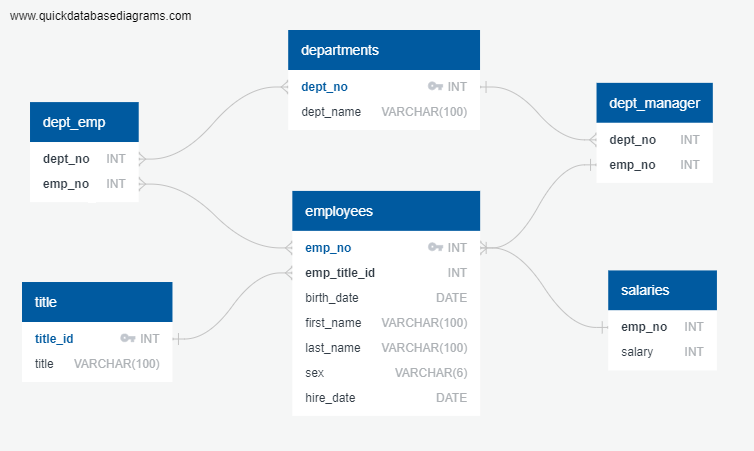 www.quickdatabasediagrams.com
departments
dept_no INT
dept_name VARCHAR(100)
dept_emp
dept_no INT
emp_no INT
dept_manager
dept_no INT
emp_no INT
employees
emp_no INT
emp_title_id INT
birth_date DATE
first_name VARCHAR(100)
last_name VARCHAR(100)
sex VARCHAR(6)
hire_date DATE
title
title_id INT
title VARCHAR(100)
salaries
emp_no INT
salary INT